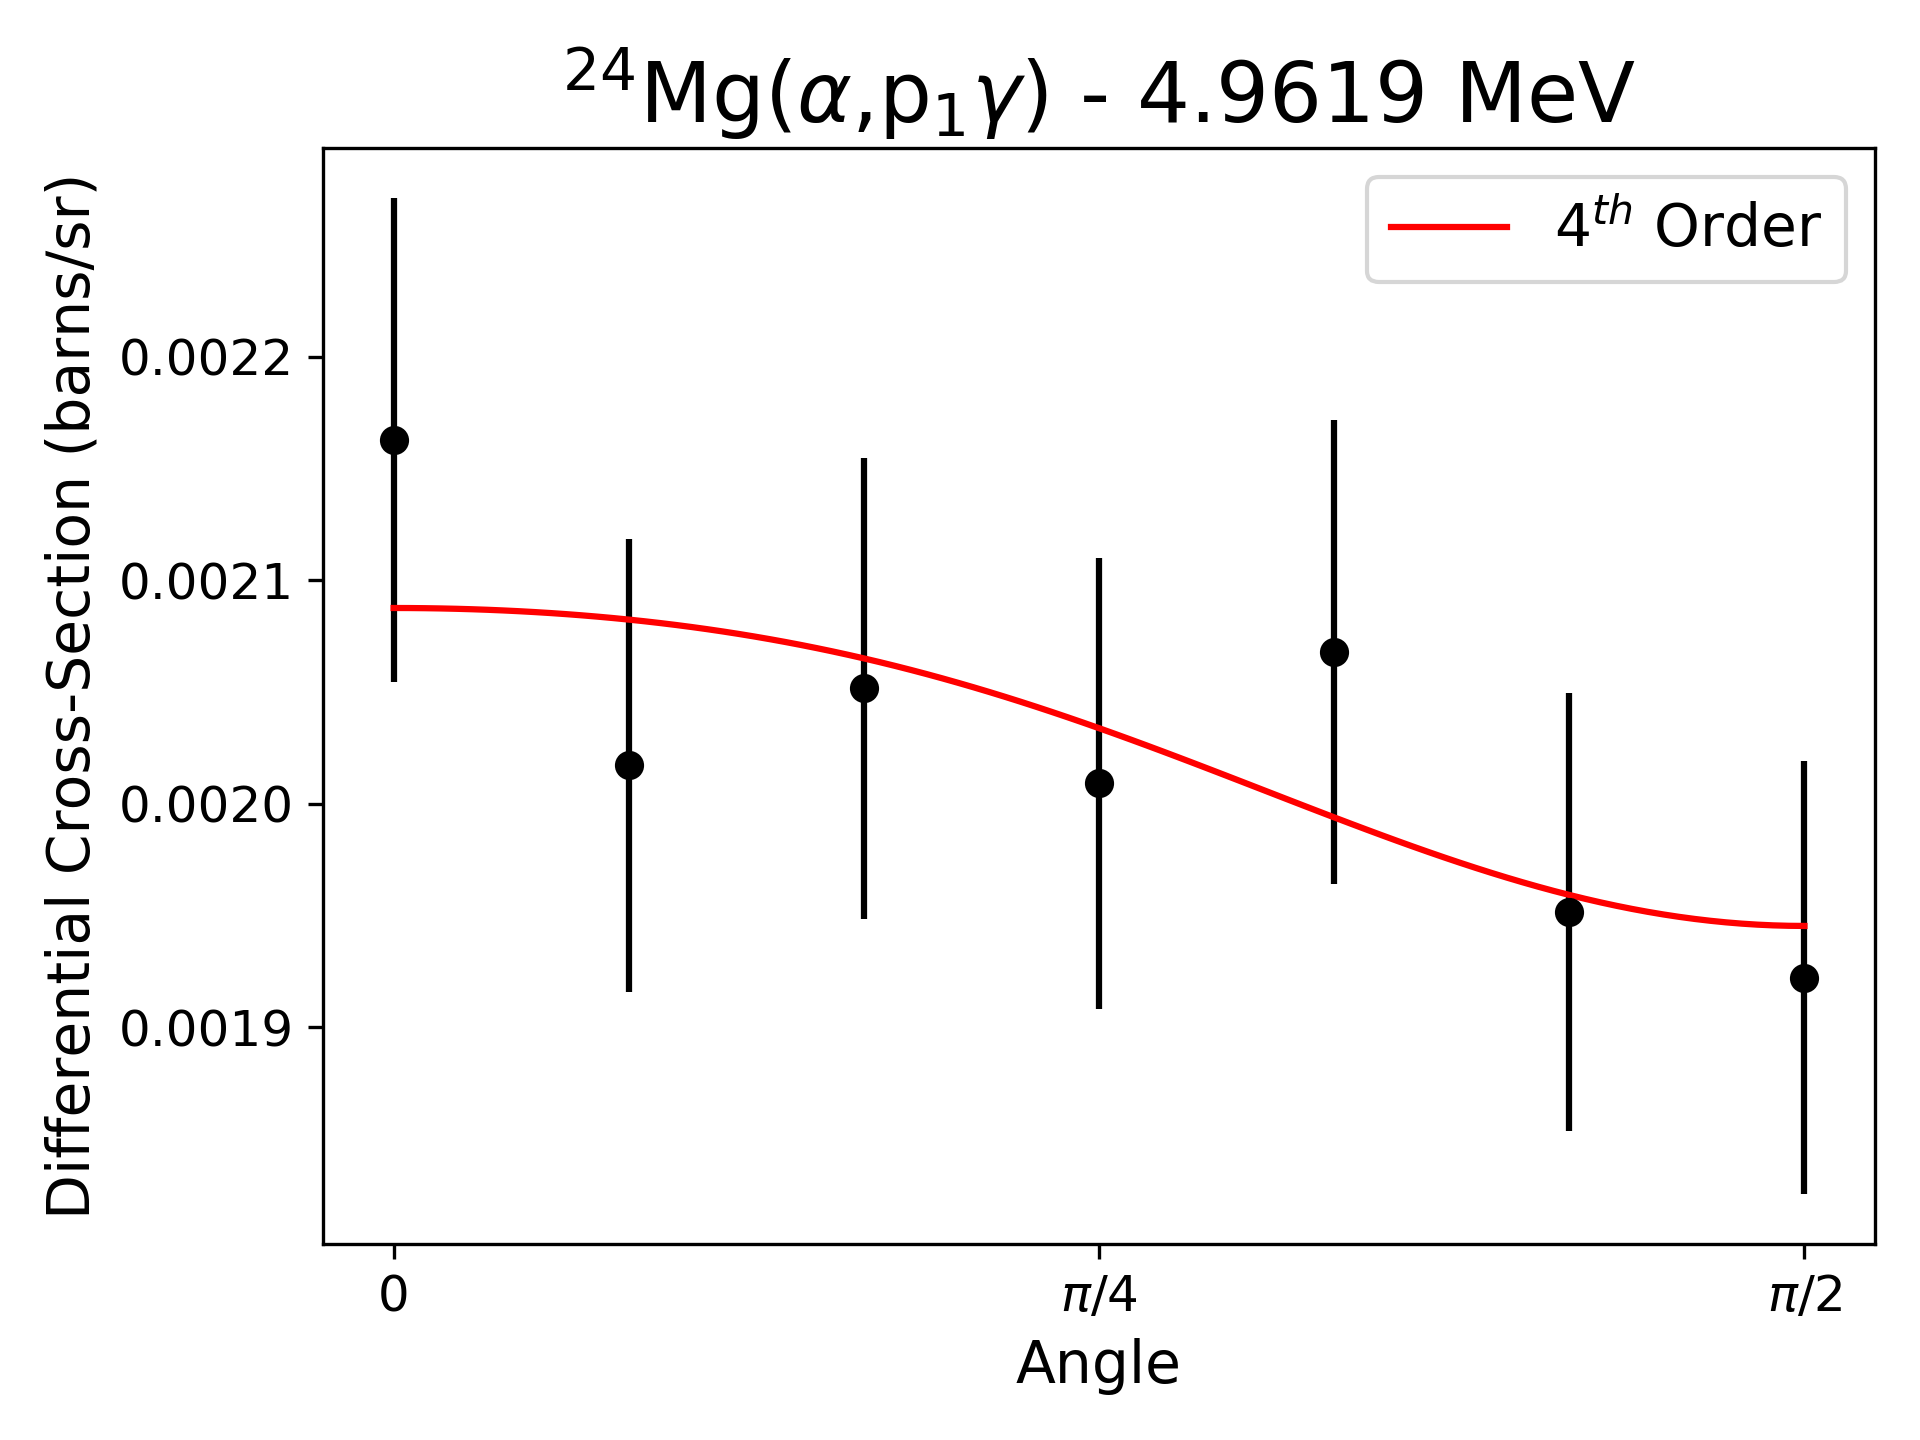 ²⁴Mg(α,p₁γ) - 4.9619 MeV
4ᵗʰ Order
Differential Cross-Section (barns/sr)
0.0022
0.0021
0.0020
0.0019
0 π/4 π/2
Angle